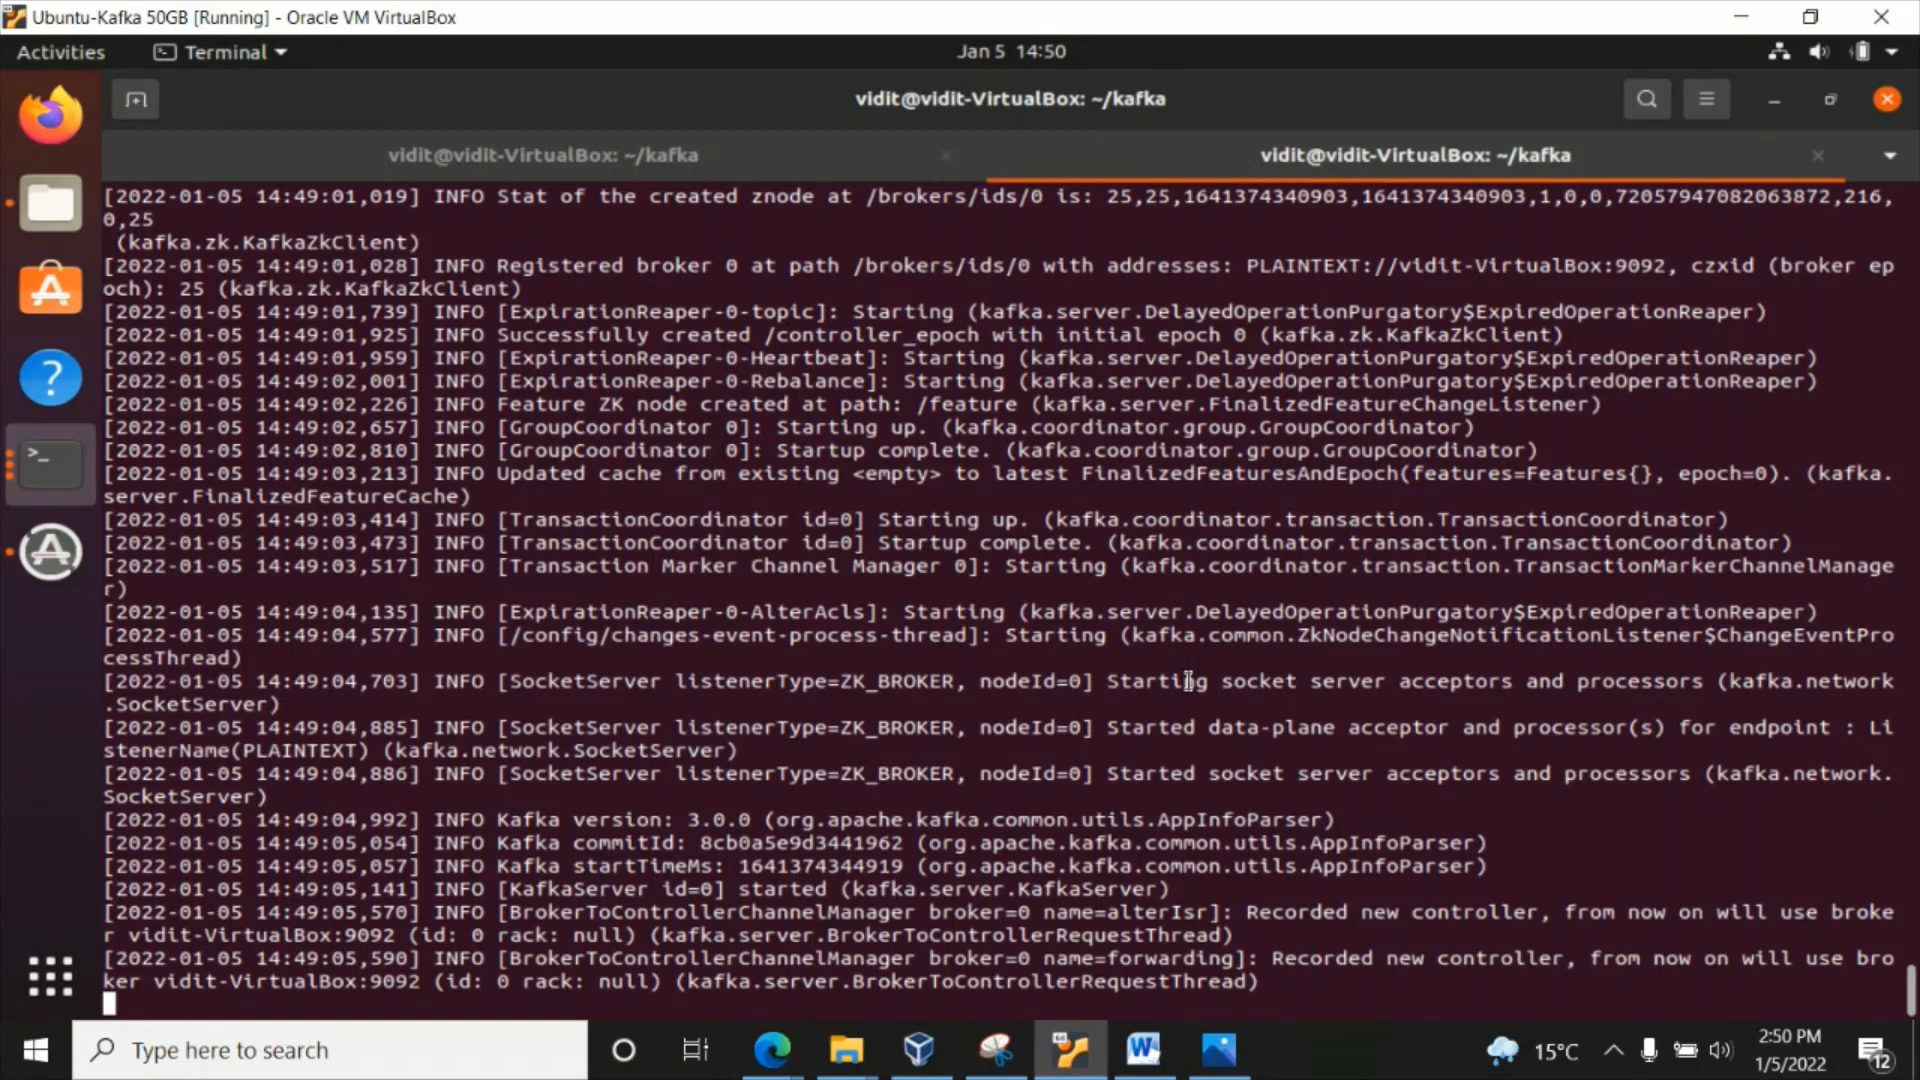 Ubuntu-Kafka 50GB [Running] - Oracle VM VirtualBox
Activities Terminal Jan 5 14:50
vidit@vidit-VirtualBox: ~/kafka
vidit@vidit-VirtualBox: ~/kafka vidit@vidit-VirtualBox: ~/kafka
[2022-01-05 14:49:01,019] INFO Stat of the created znode at /brokers/ids/0 is: 25,25,1641374340903,1641374340903,1,0,0,72057947082063872,216,
0,25
(kafka.zk.KafkaZkClient)
[2022-01-05 14:49:01,028] INFO Registered broker 0 at path /brokers/ids/0 with addresses: PLAINTEXT://vidit-VirtualBox:9092, czxid (broker ep
och): 25 (kafka.zk.KafkaZkClient)
[2022-01-05 14:49:01,739] INFO [ExpirationReaper-0-topic]: Starting (kafka.server.DelayedOperationPurgatory$ExpiredOperationReaper)
[2022-01-05 14:49:01,925] INFO Successfully created /controller_epoch with initial epoch 0 (kafka.zk.KafkaZkClient)
[2022-01-05 14:49:01,959] INFO [ExpirationReaper-0-Heartbeat]: Starting (kafka.server.DelayedOperationPurgatory$ExpiredOperationReaper)
[2022-01-05 14:49:02,001] INFO [ExpirationReaper-0-Rebalance]: Starting (kafka.server.DelayedOperationPurgatory$ExpiredOperationReaper)
[2022-01-05 14:49:02,226] INFO Feature ZK node created at path: /feature (kafka.server.FinalizedFeatureChangeListener)
[2022-01-05 14:49:02,657] INFO [GroupCoordinator 0]: Starting up. (kafka.coordinator.group.GroupCoordinator)
[2022-01-05 14:49:02,810] INFO [GroupCoordinator 0]: Startup complete. (kafka.coordinator.group.GroupCoordinator)
[2022-01-05 14:49:03,213] INFO Updated cache from existing <empty> to latest FinalizedFeaturesAndEpoch(features=Features{}, epoch=0). (kafka.
server.FinalizedFeatureCache)
[2022-01-05 14:49:03,414] INFO [TransactionCoordinator id=0] Starting up. (kafka.coordinator.transaction.TransactionCoordinator)
[2022-01-05 14:49:03,473] INFO [TransactionCoordinator id=0] Startup complete. (kafka.coordinator.transaction.TransactionCoordinator)
[2022-01-05 14:49:03,517] INFO [Transaction Marker Channel Manager 0]: Starting (kafka.coordinator.transaction.TransactionMarkerChannelManage
r)
[2022-01-05 14:49:04,135] INFO [ExpirationReaper-0-AlterAcls]: Starting (kafka.server.DelayedOperationPurgatory$ExpiredOperationReaper)
[2022-01-05 14:49:04,577] INFO [/config/changes-event-process-thread]: Starting (kafka.common.ZkNodeChangeNotificationListener$ChangeEventPro
cessThread)
[2022-01-05 14:49:04,703] INFO [SocketServer listenerType=ZK_BROKER, nodeId=0] Starting socket server acceptors and processors (kafka.network
.SocketServer)
[2022-01-05 14:49:04,885] INFO [SocketServer listenerType=ZK_BROKER, nodeId=0] Started data-plane acceptor and processor(s) for endpoint : Li
stenerName(PLAINTEXT) (kafka.network.SocketServer)
[2022-01-05 14:49:04,886] INFO [SocketServer listenerType=ZK_BROKER, nodeId=0] Started socket server acceptors and processors (kafka.network.
SocketServer)
[2022-01-05 14:49:04,992] INFO Kafka version: 3.0.0 (org.apache.kafka.common.utils.AppInfoParser)
[2022-01-05 14:49:05,054] INFO Kafka commitId: 8cb0a5e9d3441962 (org.apache.kafka.common.utils.AppInfoParser)
[2022-01-05 14:49:05,057] INFO Kafka startTimeMs: 1641374344919 (org.apache.kafka.common.utils.AppInfoParser)
[2022-01-05 14:49:05,141] INFO [KafkaServer id=0] started (kafka.server.KafkaServer)
[2022-01-05 14:49:05,570] INFO [BrokerToControllerChannelManager broker=0 name=alterIsr]: Recorded new controller, from now on will use broke
r vidit-VirtualBox:9092 (id: 0 rack: null) (kafka.server.BrokerToControllerRequestThread)
[2022-01-05 14:49:05,590] INFO [BrokerToControllerChannelManager broker=0 name=forwarding]: Recorded new controller, from now on will use bro
ker vidit-VirtualBox:9092 (id: 0 rack: null) (kafka.server.BrokerToControllerRequestThread)
Type here to search
15°C
2:50 PM
1/5/2022
12